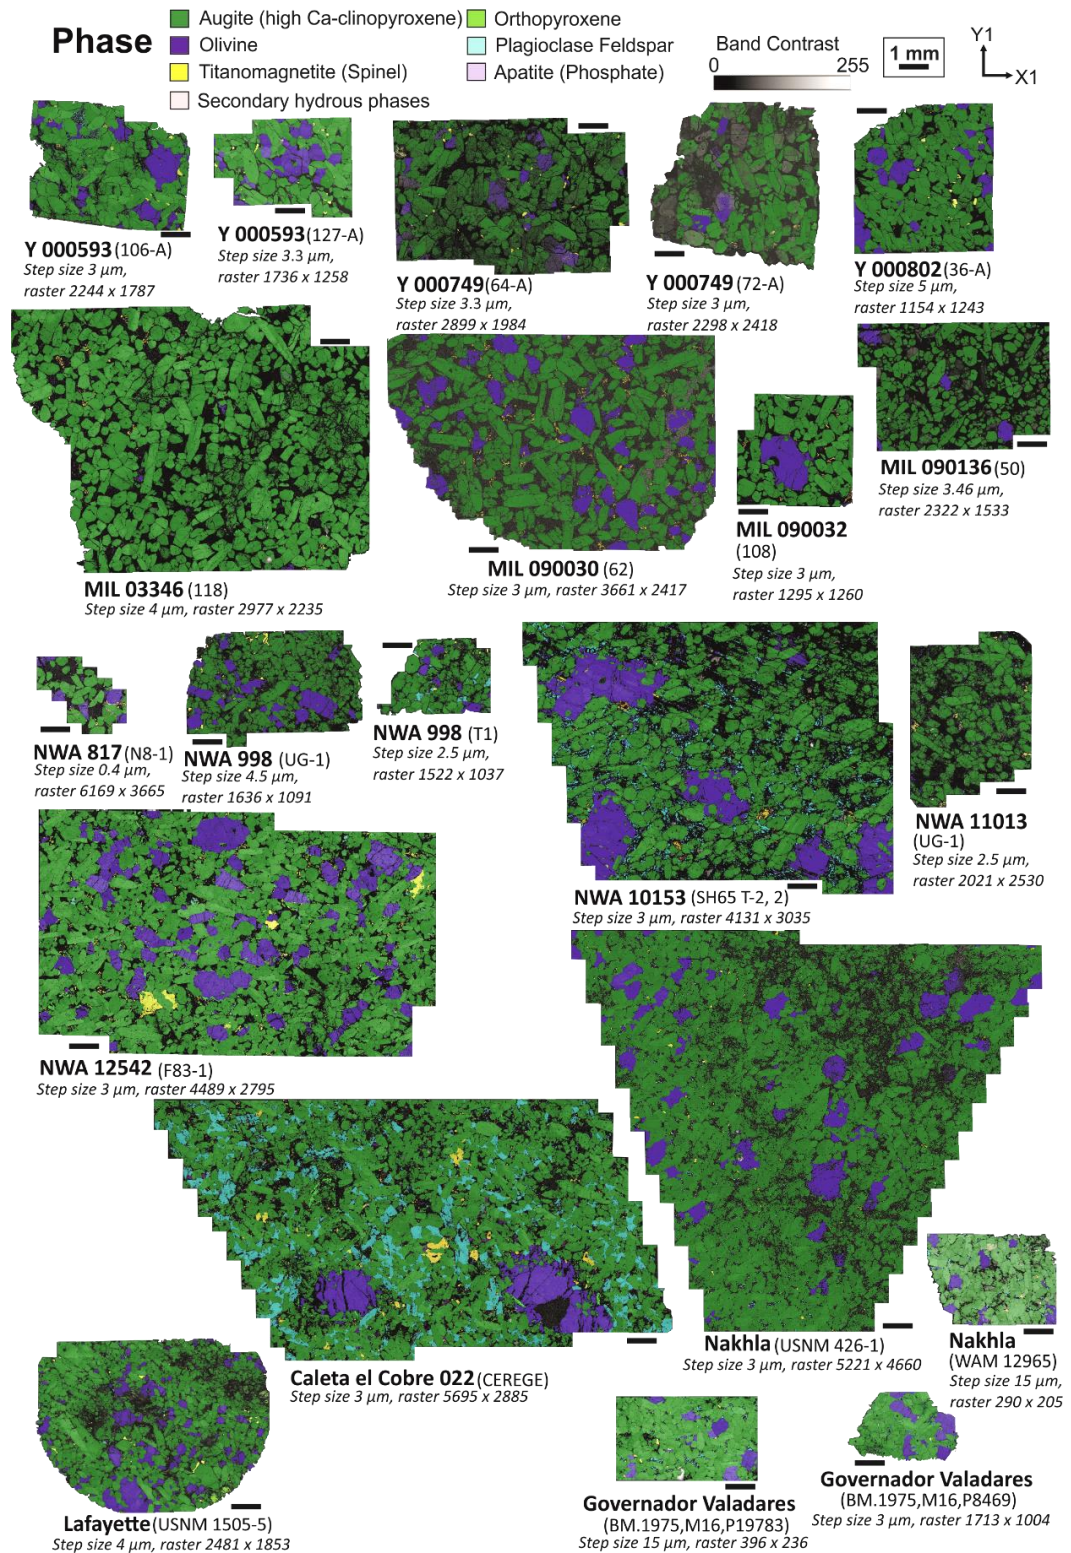 Phase
Augite (high Ca-clinopyroxene)
Orthopyroxene
Olivine
Plagioclase Feldspar
Titanomagnetite (Spinel)
Apatite (Phosphate)
Secondary hydrous phases
Band Contrast
0 255
1 mm
Y1
X1
Y 000593 (106-A)
Step size 3 µm,
raster 2244 x 1787
Y 000593 (127-A)
Step size 3.3 µm,
raster 1736 x 1258
Y 000749 (64-A)
Step size 3.3 µm,
raster 2899 x 1984
Y 000749 (72-A)
Step size 3 µm,
raster 2298 x 2418
Y 000802 (36-A)
Step size 5 µm,
raster 1154 x 1243
MIL 03346 (118)
Step size 4 µm, raster 2977 x 2235
MIL 090030 (62)
Step size 3 µm, raster 3661 x 2417
MIL 090032
(108)
Step size 3 µm,
raster 1295 x 1260
MIL 090136 (50)
Step size 3.46 µm,
raster 2322 x 1533
NWA 817 (N8-1)
Step size 0.4 µm,
raster 6169 x 3665
NWA 998 (UG-1)
Step size 4.5 µm,
raster 1636 x 1091
NWA 998 (T1)
Step size 2.5 µm,
raster 1522 x 1037
NWA 10153 (SH65 T-2, 2)
Step size 3 µm, raster 4131 x 3035
NWA 11013
(UG-1)
Step size 2.5 µm,
raster 2021 x 2530
NWA 12542 (F83-1)
Step size 3 µm, raster 4489 x 2795
Caleta el Cobre 022 (CEREGE)
Step size 3 µm, raster 5695 x 2885
Nakhla (USNM 426-1)
Step size 3 µm, raster 5221 x 4660
Nakhla
(WAM 12965)
Step size 15 µm,
raster 290 x 205
Lafayette (USNM 1505-5)
Step size 4 µm, raster 2481 x 1853
Governador Valadares
(BM.1975,M16,P19783)
Step size 15 µm, raster 396 x 236
Governador Valadares
(BM.1975,M16,P8469)
Step size 3 µm, raster 1713 x 1004